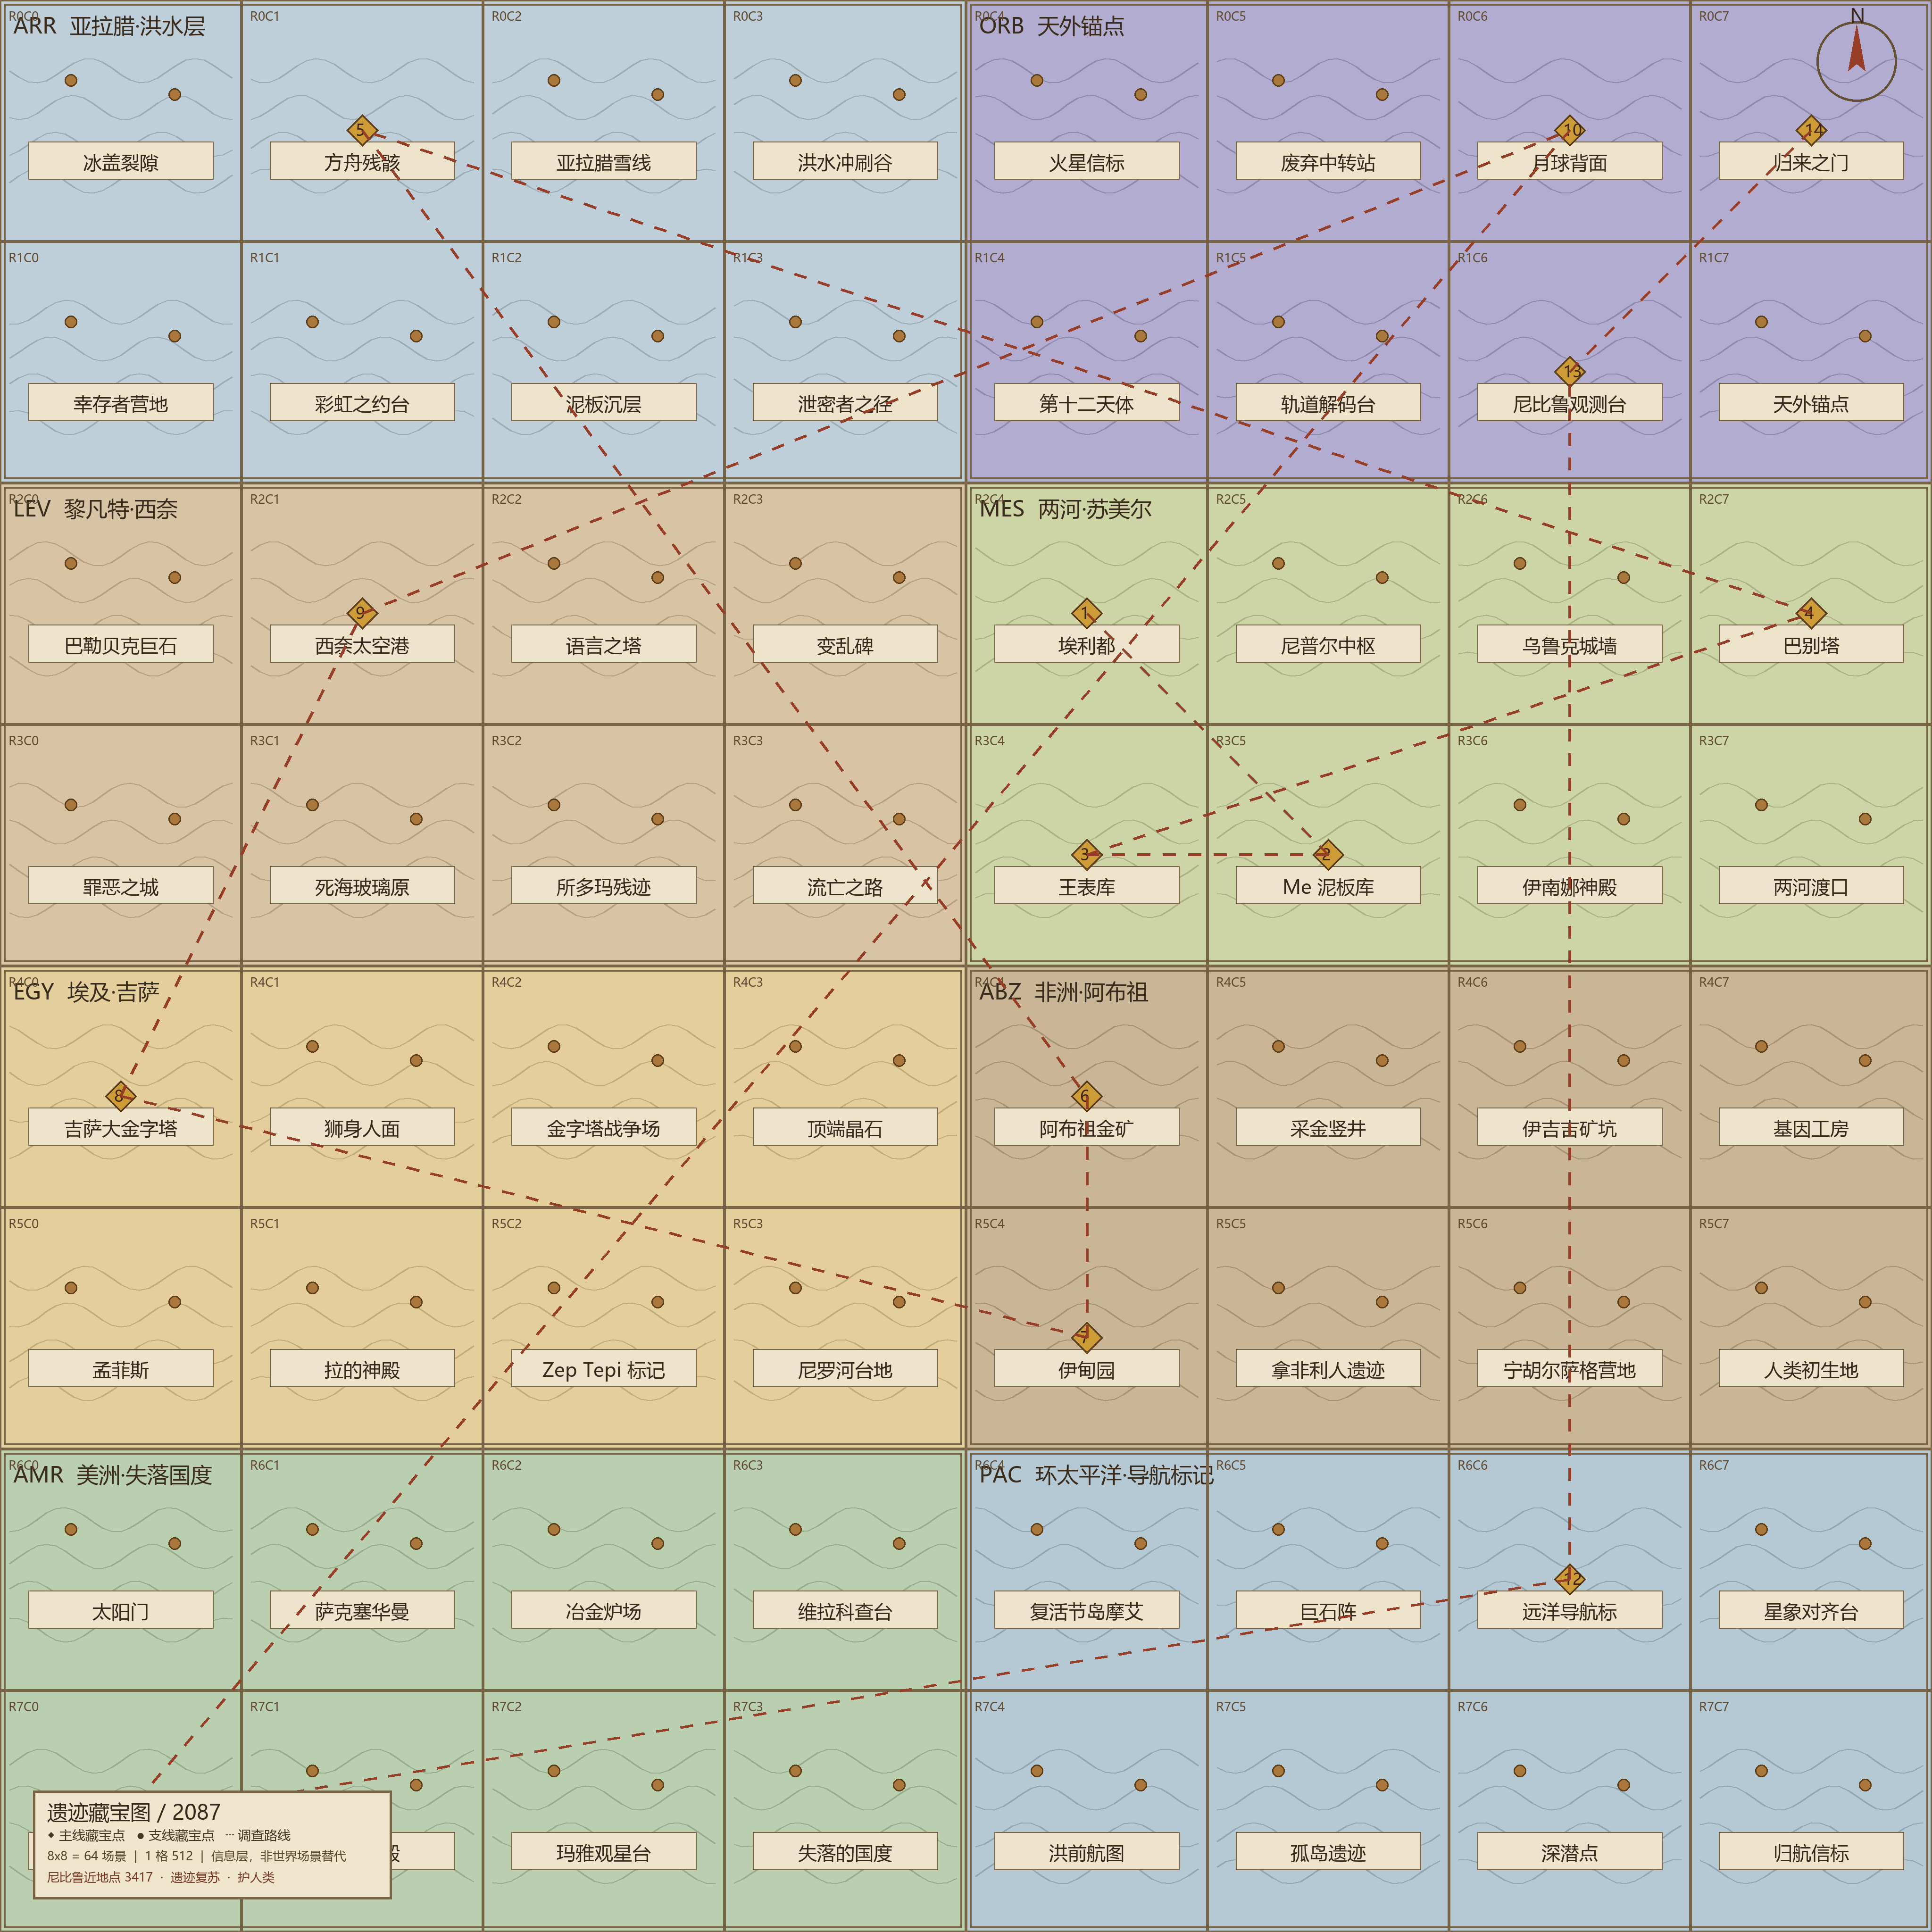 R0C0 R0C1 R0C2 R0C3 R0C4 R0C5 R0C6 R0C7 N
ARR 亚拉腊·洪水层 ORB 天外锚点
5 10 14
冰盖裂隙 方舟残骸 亚拉腊雪线 洪水冲刷谷 火星信标 废弃中转站 月球背面 归来之门
R1C0 R1C1 R1C2 R1C3 R1C4 R1C5 R1C6 R1C7
13
幸存者营地 彩虹之约台 泥板沉层 泄密者之径 第十二天体 轨道解码台 尼比鲁观测台 天外锚点
R2C0 R2C1 R2C2 R2C3 R2C4 R2C5 R2C6 R2C7
LEV 黎凡特·西奈 MES 两河·苏美尔
9 1 4
巴勒贝克巨石 西奈太空港 语言之塔 变乱碑 埃利都 尼普尔中枢 乌鲁克城墙 巴别塔
R3C0 R3C1 R3C2 R3C3 R3C4 R3C5 R3C6 R3C7
3 2
罪恶之城 死海玻璃原 所多玛残迹 流亡之路 王表库 Me 泥板库 伊南娜神殿 两河渡口
R4C0 R4C1 R4C2 R4C3 R4C4 R4C5 R4C6 R4C7
EGY 埃及·吉萨 ABZ 非洲·阿布祖
8 6
吉萨大金字塔 狮身人面 金字塔战争场 顶端晶石 阿布祖金矿 采金竖井 伊吉吉矿坑 基因工房
R5C0 R5C1 R5C2 R5C3 R5C4 R5C5 R5C6 R5C7
7
孟菲斯 拉的神殿 Zep Tepi 标记 尼罗河台地 伊甸园 拿非利人遗迹 宁胡尔萨格营地 人类初生地
R6C0 R6C1 R6C2 R6C3 R6C4 R6C5 R6C6 R6C7
AMR 美洲·失落国度 PAC 环太平洋·导航标记
12
太阳门 萨克塞华曼 冶金炉场 维拉科查台 复活节岛摩艾 巨石阵 远洋导航标 星象对齐台
R7C0 R7C1 R7C2 R7C3 R7C4 R7C5 R7C6 R7C7
玛雅观星台 失落的国度 洪前航图 孤岛遗迹 深潜点 归航信标
遗迹藏宝图 / 2087
◆ 主线藏宝点 ● 支线藏宝点 ┄ 调查路线
8x8 = 64 场景 | 1 格 512 | 信息层，非世界场景替代
尼比鲁近地点 3417 · 遗迹复苏 · 护人类